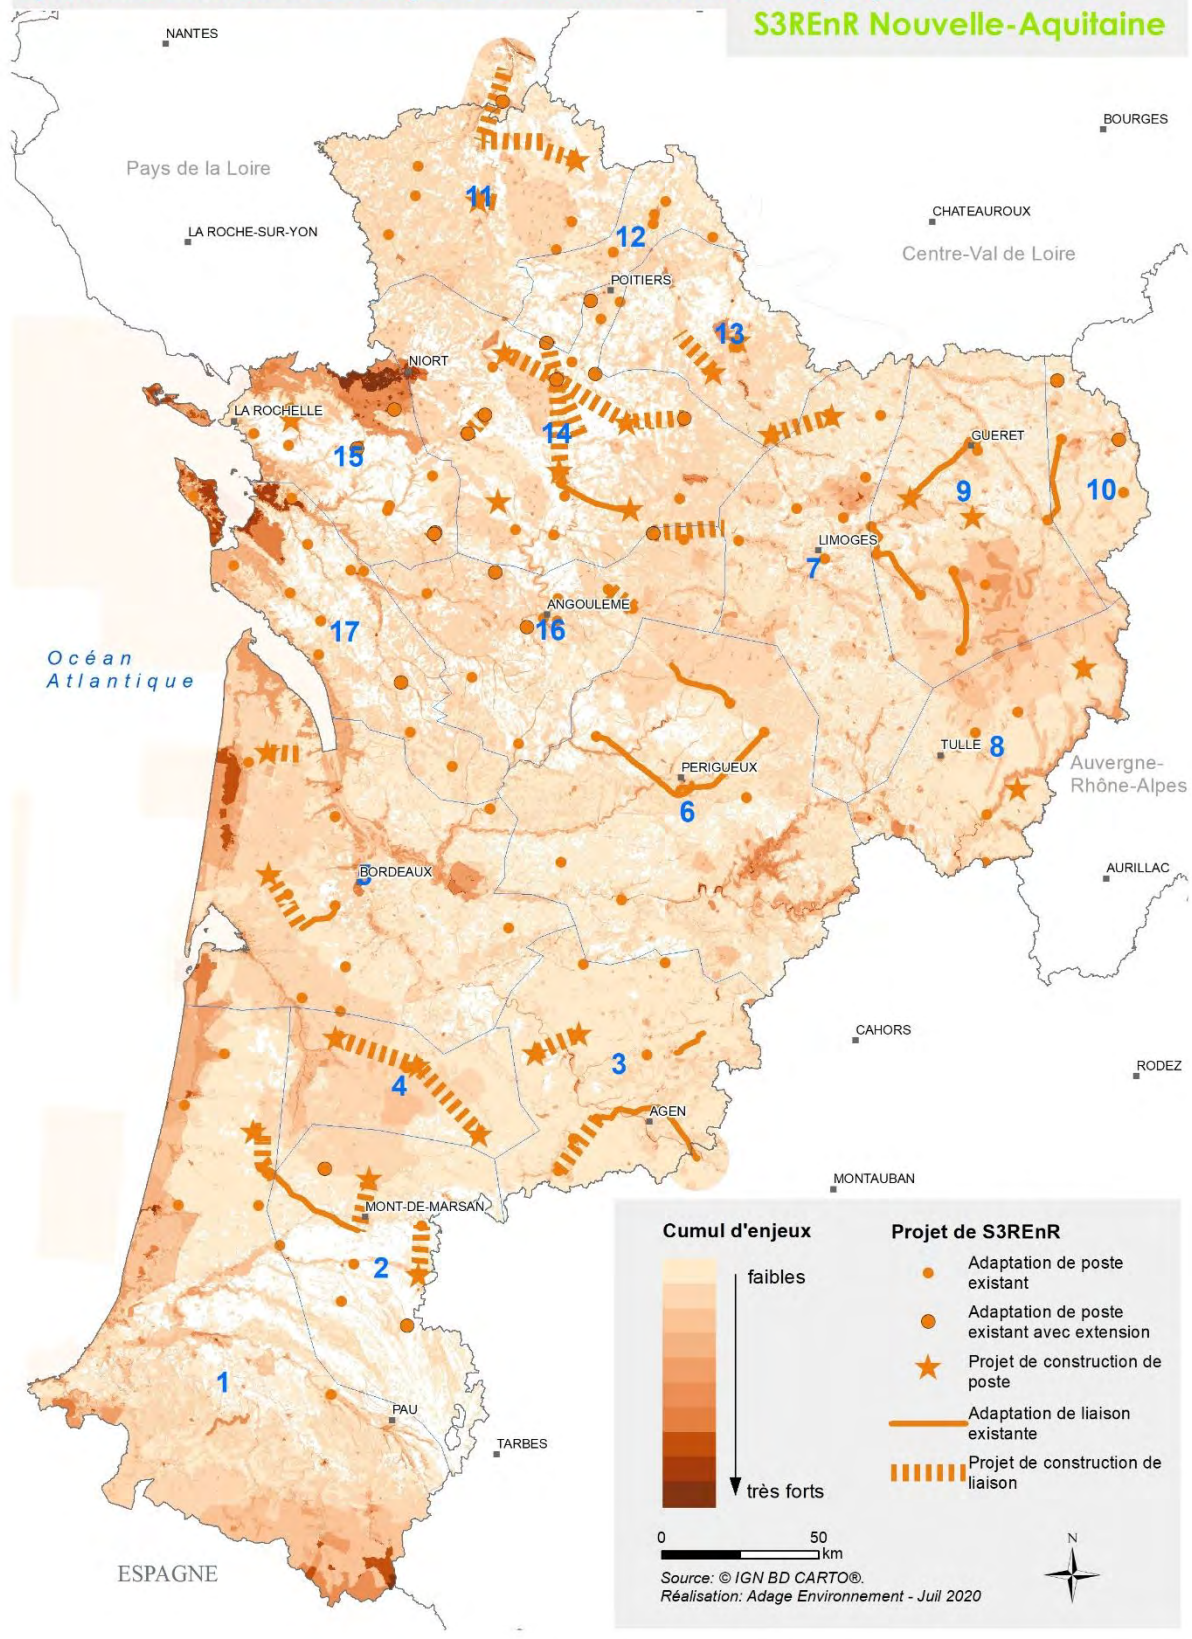 S3REnR Nouvelle-Aquitaine
NANTES
BOURGES
Pays de la Loire
11
CHATEAUROUX
LA ROCHE-SUR-YON
12
Centre-Val de Loire
POITIERS
13
NIORT
LA ROCHELLE
14
GUERET
15
9
10
LIMOGES
7
ANGOULEME
17
16
Océan
Atlantique
TULLE
8
Auvergne-
Rhône-Alpes
PERIGUEUX
6
5
BORDEAUX
AURILLAC
CAHORS
3
RODEZ
4
AGEN
MONTAUBAN
MONT-DE-MARSAN
2
1
PAU
TARBES
ESPAGNE
Cumul d'enjeux
faibles
très forts
Projet de S3REnR
Adaptation de poste
existant
Adaptation de poste
existant avec extension
Projet de construction de
poste
Adaptation de liaison
existante
Projet de construction de
liaison
0
50
km
N
Source: © IGN BD CARTO®.
Réalisation: Adage Environnement - Juil 2020